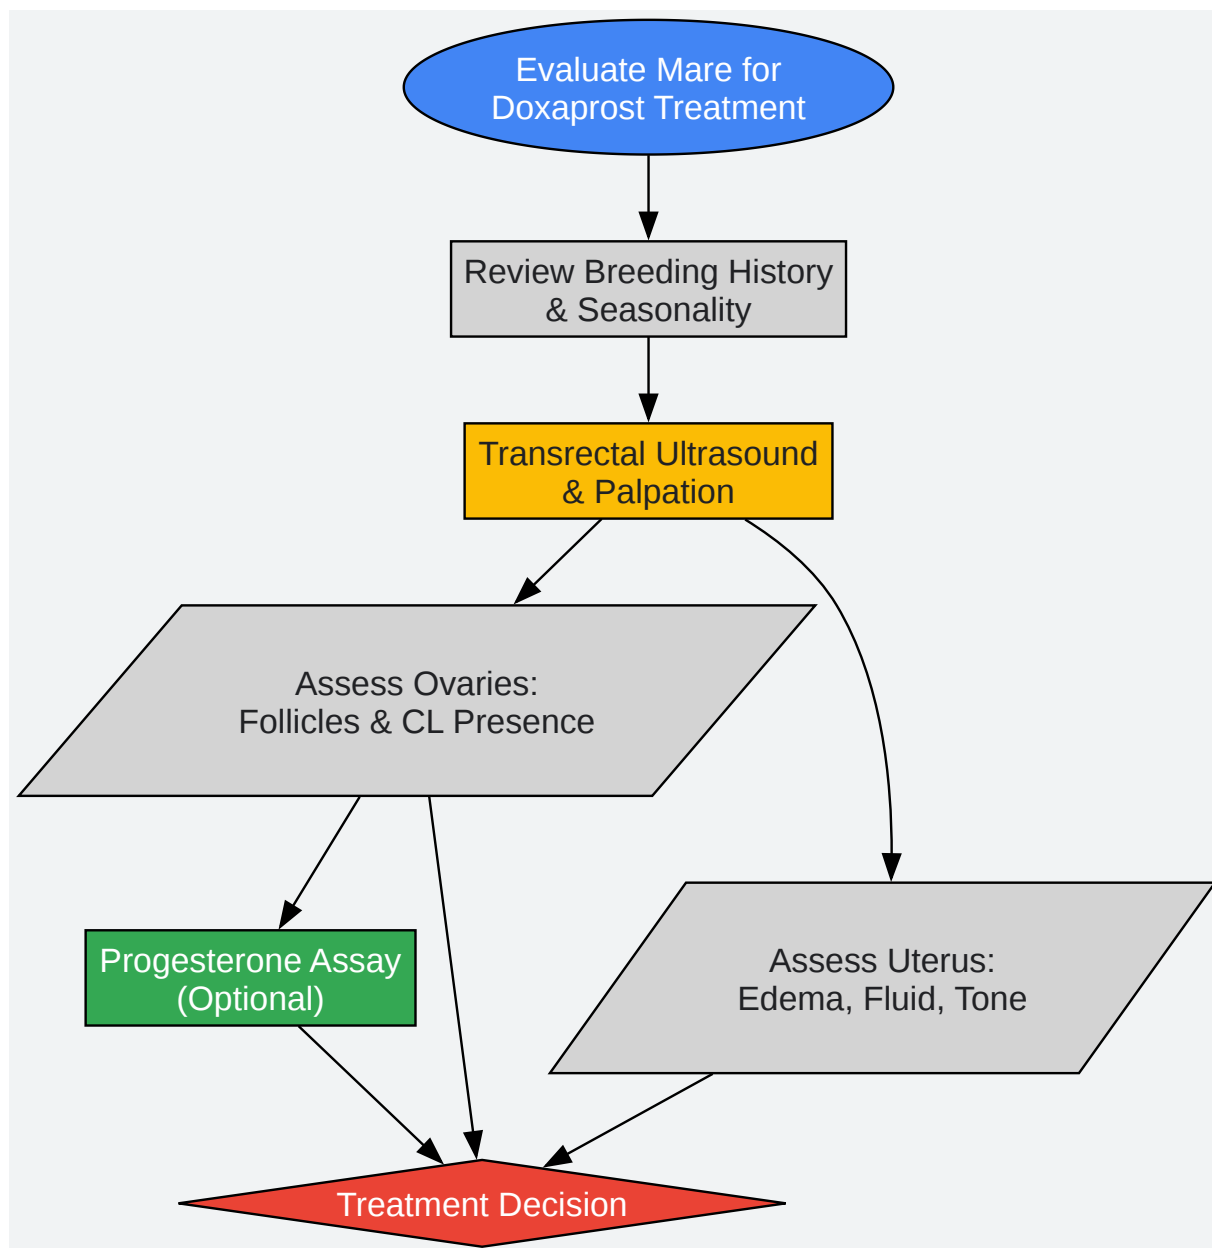 Evaluate Mare for
Doxaprost Treatment
Review Breeding History
& Seasonality
Transrectal Ultrasound
& Palpation
Assess Ovaries:
Follicles & CL Presence
Progesterone Assay
(Optional)
Assess Uterus:
Edema, Fluid, Tone
Treatment Decision